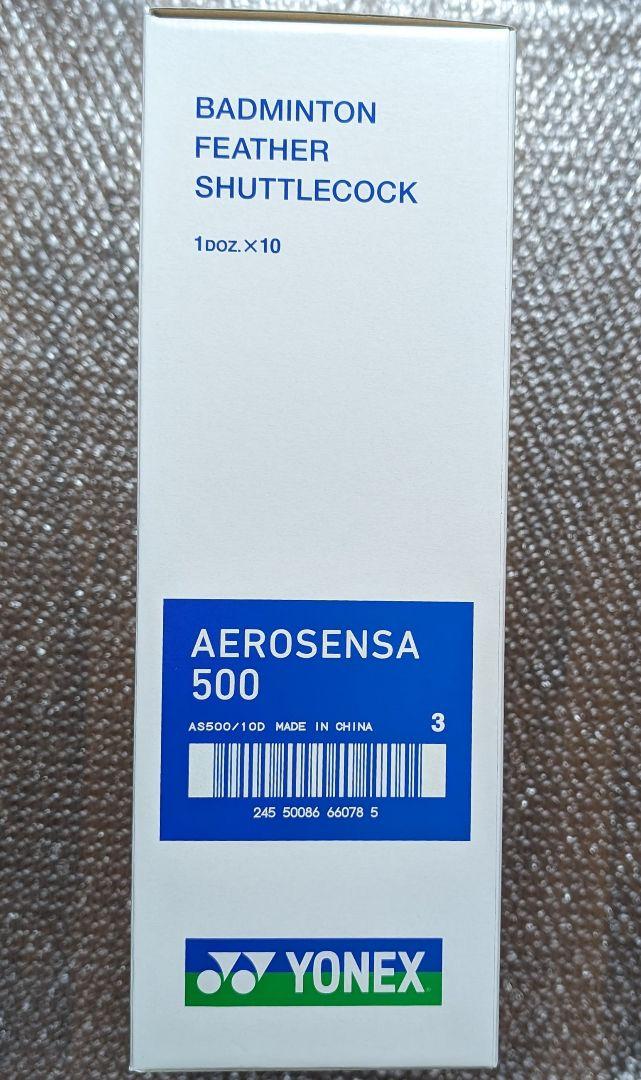 BADMINTON
FEATHER
SHUTTLECOCK
1DOZ.×10
AEROSENSA
500
AS500/10D MADE IN CHINA 3
245 50086 66078 5
YONEX